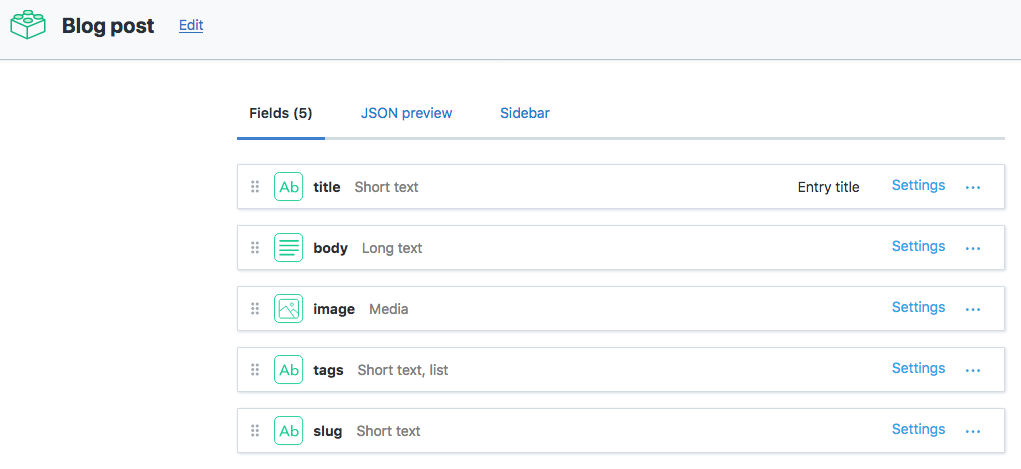 Blog post Edit
Fields (5) JSON preview Sidebar
Ab title Short text Entry title Settings ...
body Long text Settings ...
image Media Settings ...
Ab tags Short text, list Settings ...
Ab slug Short text Settings ...